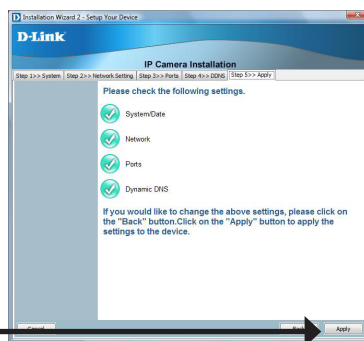 Installation Wizard 2 - Setup Your Device
D-Link
IP Camera Installation
Step 1>> System Step 2>> Network Setting Step 3>> Ports Step 4>> DDNS Step 5>> Apply
Please check the following settings.
System/Date
Network
Ports
Dynamic DNS
If you would like to change the above settings, please click on
the "Back" button.Click on the "Apply" button to apply the
settings to the device.
Apply